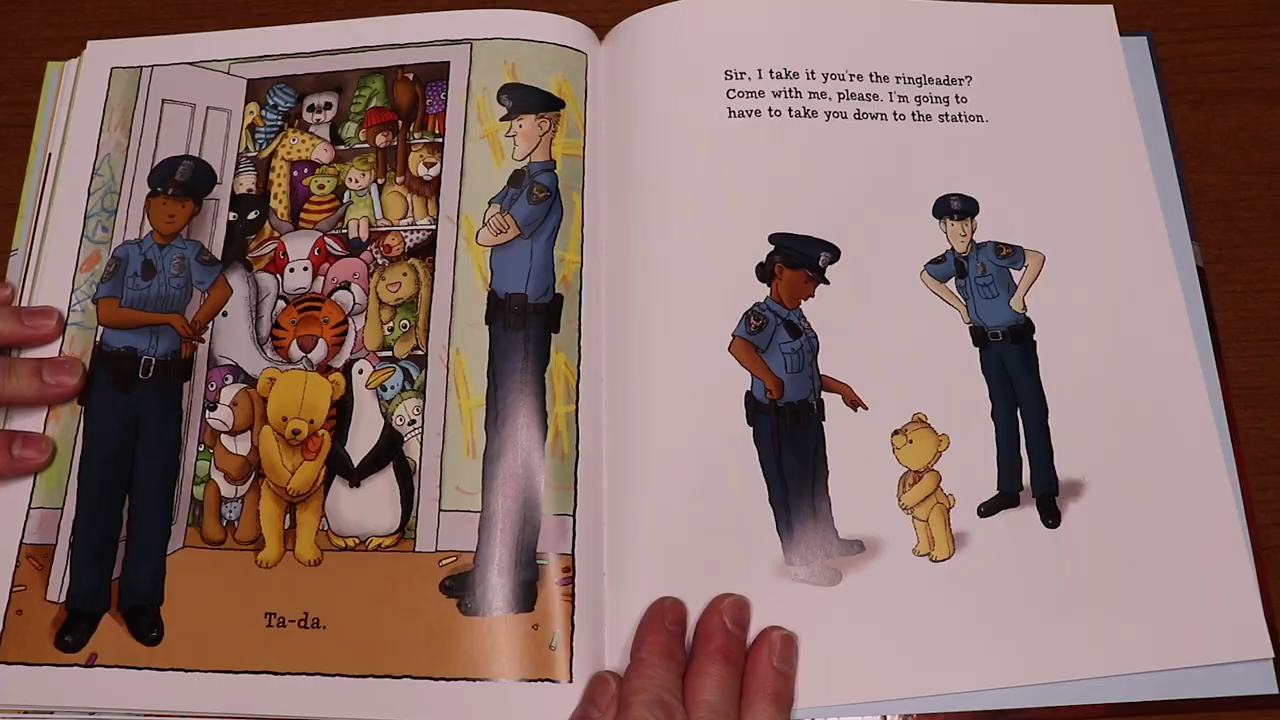 Ta-da.
Sir, I take it you're the ringleader?
Come with me, please. I'm going to
have to take you down to the station.